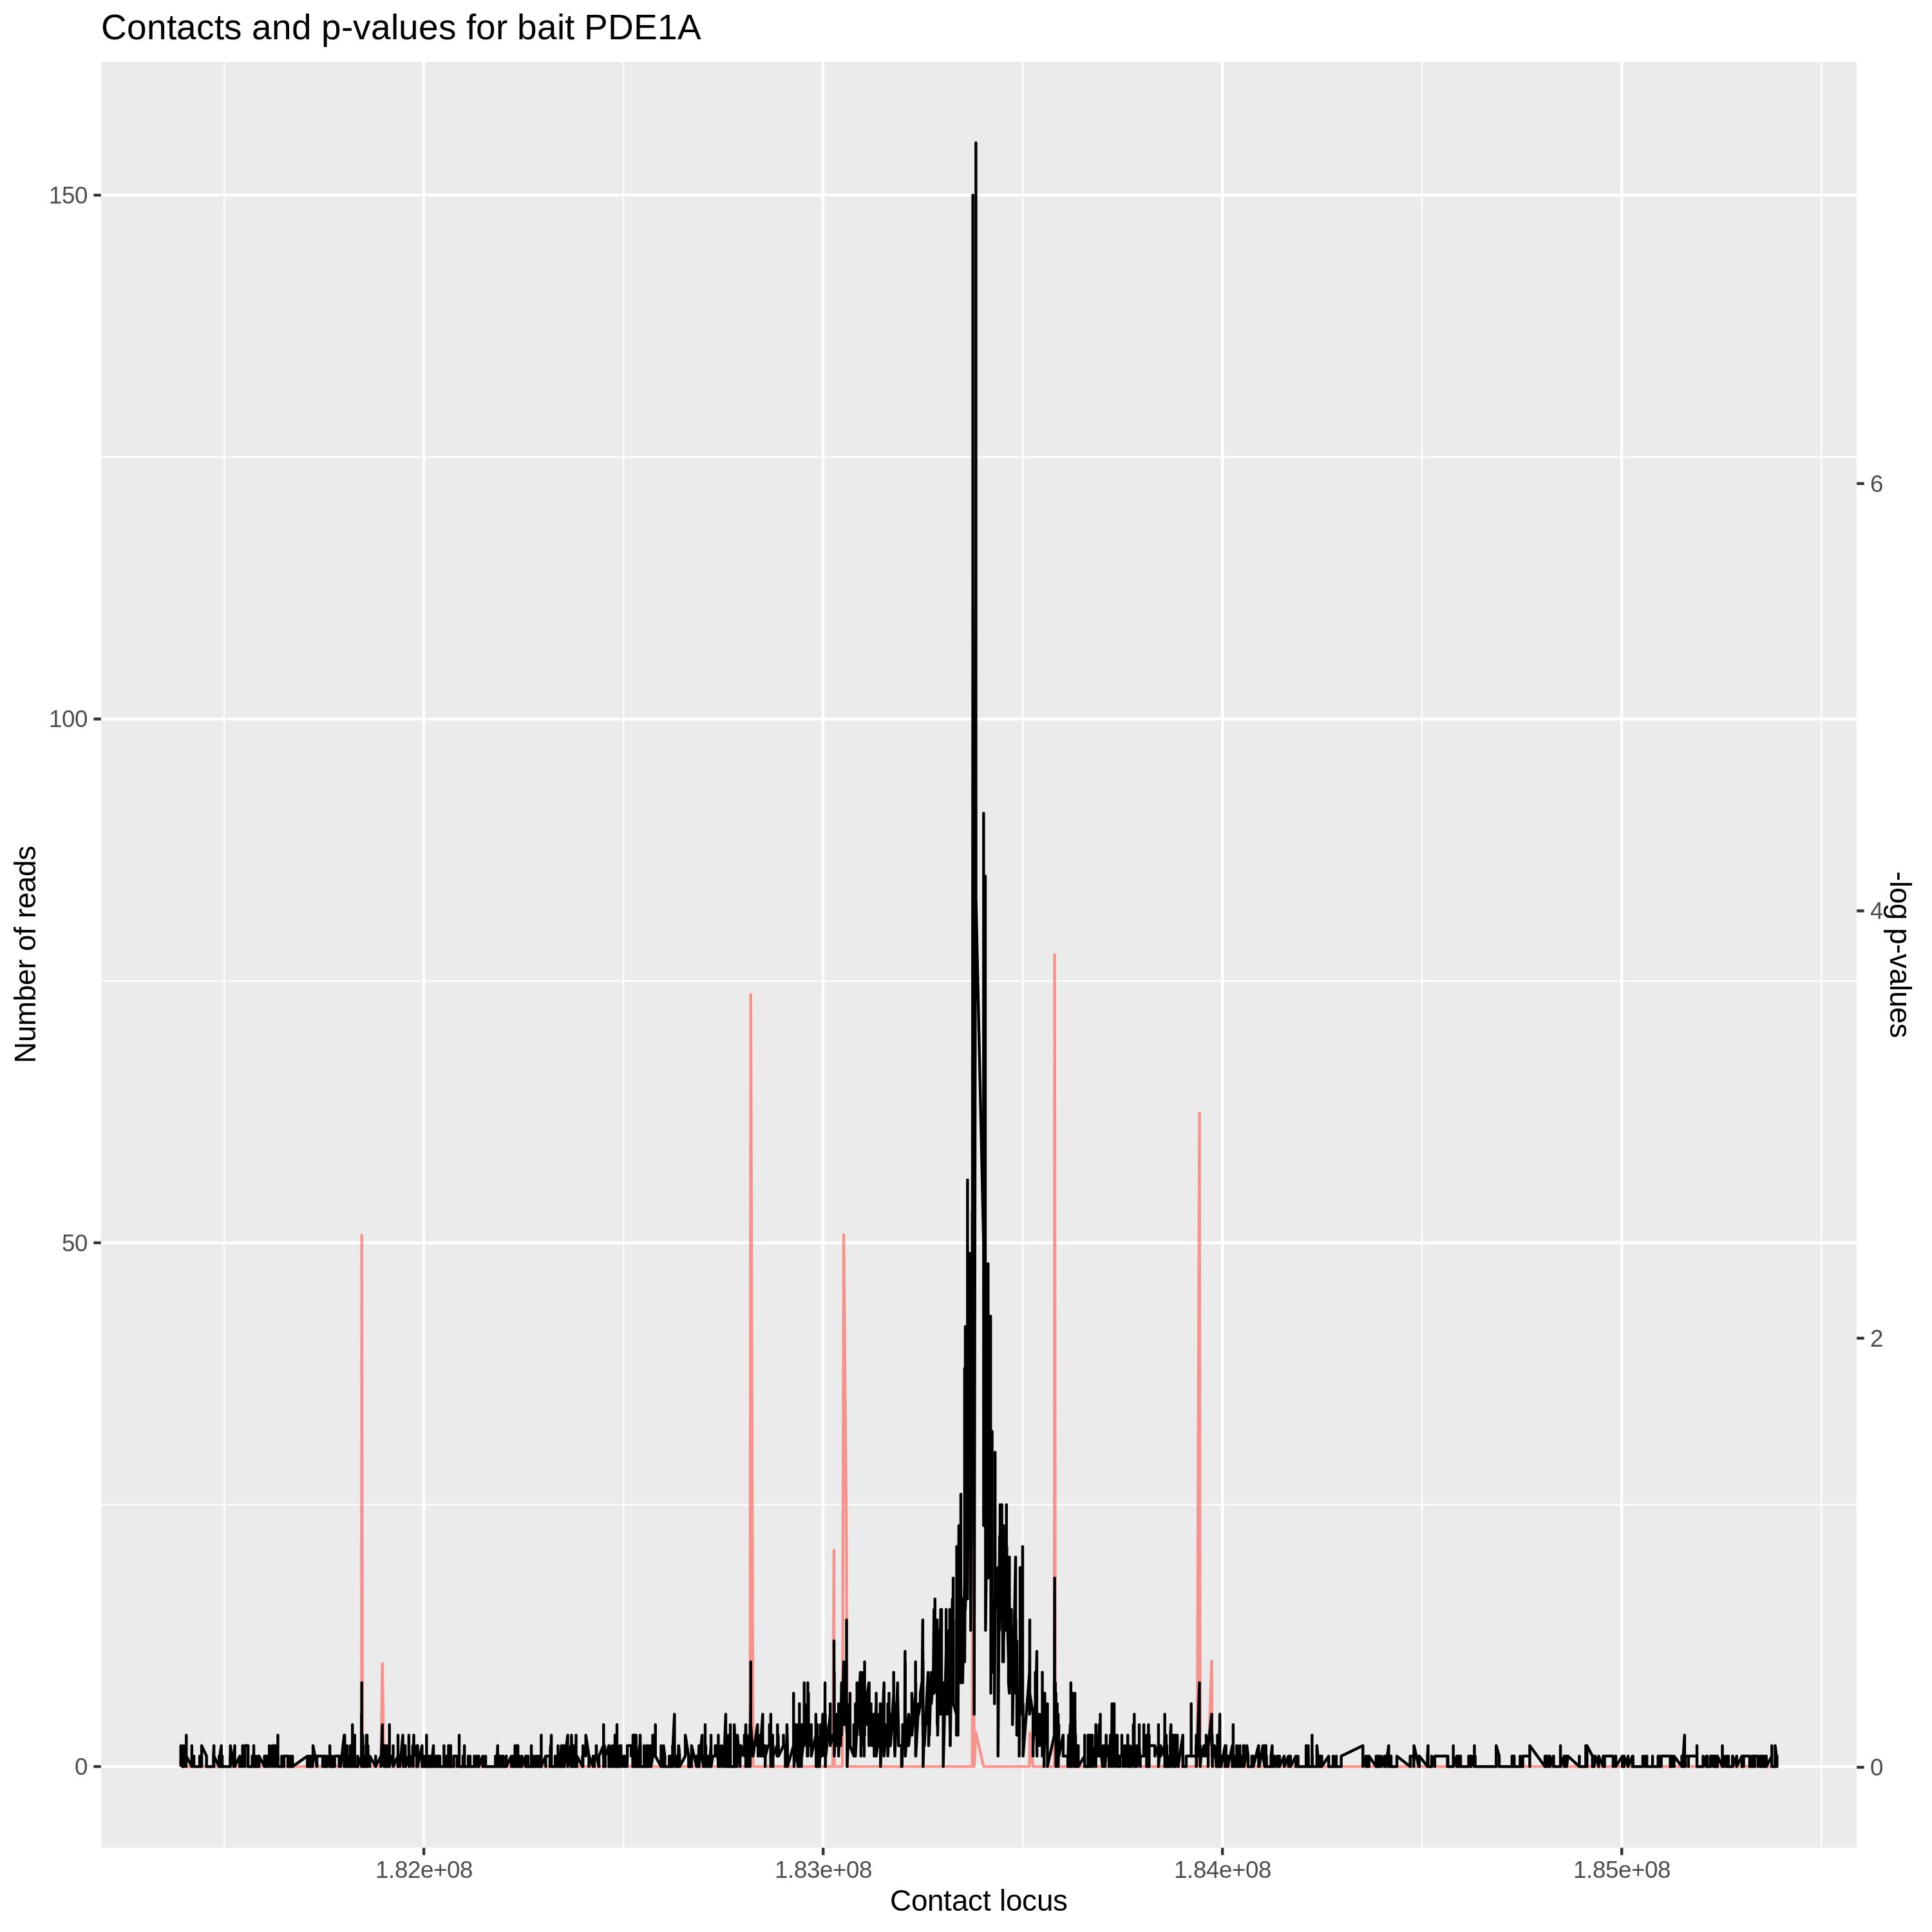 Contacts and p-values for bait PDE1A
150
100
50
0
Number of reads
6
4
2
0
-log p-values
1.82e+08
1.83e+08
1.84e+08
1.85e+08
Contact locus